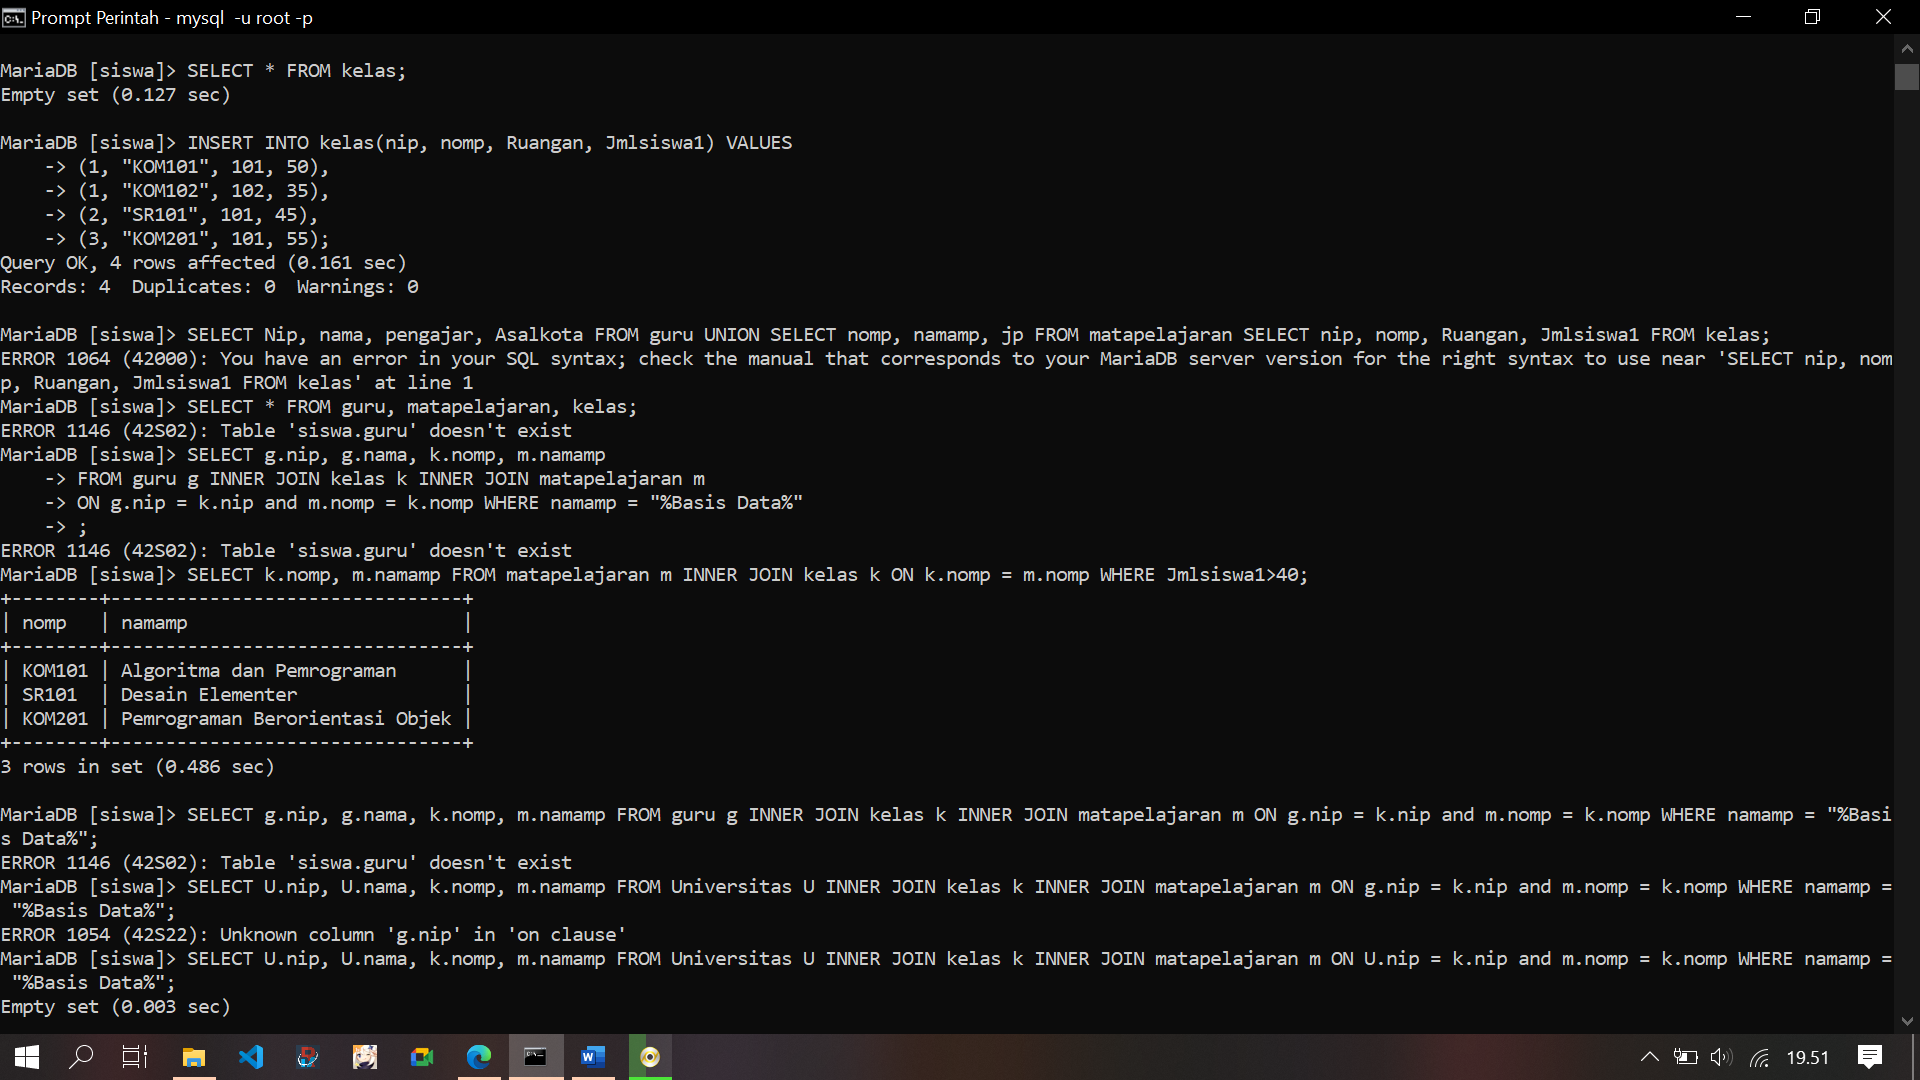 Prompt Perintah - mysql  -u root -p
MariaDB [siswa]> SELECT * FROM kelas;
Empty set (0.127 sec)
MariaDB [siswa]> INSERT INTO kelas(nip, nomp, Ruangan, Jmlsiswa1) VALUES
    -> (1, "KOM101", 101, 50),
    -> (1, "KOM102", 102, 35),
    -> (2, "SR101", 101, 45),
    -> (3, "KOM201", 101, 55);
Query OK, 4 rows affected (0.161 sec)
Records: 4  Duplicates: 0  Warnings: 0
MariaDB [siswa]> SELECT Nip, nama, pengajar, Asalkota FROM guru UNION SELECT nomp, namamp, jp FROM matapelajaran SELECT nip, nomp, Ruangan, Jmlsiswa1 FROM kelas;
ERROR 1064 (42000): You have an error in your SQL syntax; check the manual that corresponds to your MariaDB server version for the right syntax to use near 'SELECT nip, nom
p, Ruangan, Jmlsiswa1 FROM kelas' at line 1
MariaDB [siswa]> SELECT * FROM guru, matapelajaran, kelas;
ERROR 1146 (42S02): Table 'siswa.guru' doesn't exist
MariaDB [siswa]> SELECT g.nip, g.nama, k.nomp, m.namamp
    -> FROM guru g INNER JOIN kelas k INNER JOIN matapelajaran m
    -> ON g.nip = k.nip and m.nomp = k.nomp WHERE namamp = "%Basis Data%"
    -> ;
ERROR 1146 (42S02): Table 'siswa.guru' doesn't exist
MariaDB [siswa]> SELECT k.nomp, m.namamp FROM matapelajaran m INNER JOIN kelas k ON k.nomp = m.nomp WHERE Jmlsiswa1>40;
+--------+--------------------------------+
| nomp   | namamp                         |
+--------+--------------------------------+
| KOM101 | Algoritma dan Pemrograman      |
| SR101  | Desain Elementer               |
| KOM201 | Pemrograman Berorientasi Objek |
+--------+--------------------------------+
3 rows in set (0.486 sec)
MariaDB [siswa]> SELECT g.nip, g.nama, k.nomp, m.namamp FROM guru g INNER JOIN kelas k INNER JOIN matapelajaran m ON g.nip = k.nip and m.nomp = k.nomp WHERE namamp = "%Basi
s Data%";
ERROR 1146 (42S02): Table 'siswa.guru' doesn't exist
MariaDB [siswa]> SELECT U.nip, U.nama, k.nomp, m.namamp FROM Universitas U INNER JOIN kelas k INNER JOIN matapelajaran m ON g.nip = k.nip and m.nomp = k.nomp WHERE namamp =
 "%Basis Data%";
ERROR 1054 (42S22): Unknown column 'g.nip' in 'on clause'
MariaDB [siswa]> SELECT U.nip, U.nama, k.nomp, m.namamp FROM Universitas U INNER JOIN kelas k INNER JOIN matapelajaran m ON U.nip = k.nip and m.nomp = k.nomp WHERE namamp =
 "%Basis Data%";
Empty set (0.003 sec)
19.51